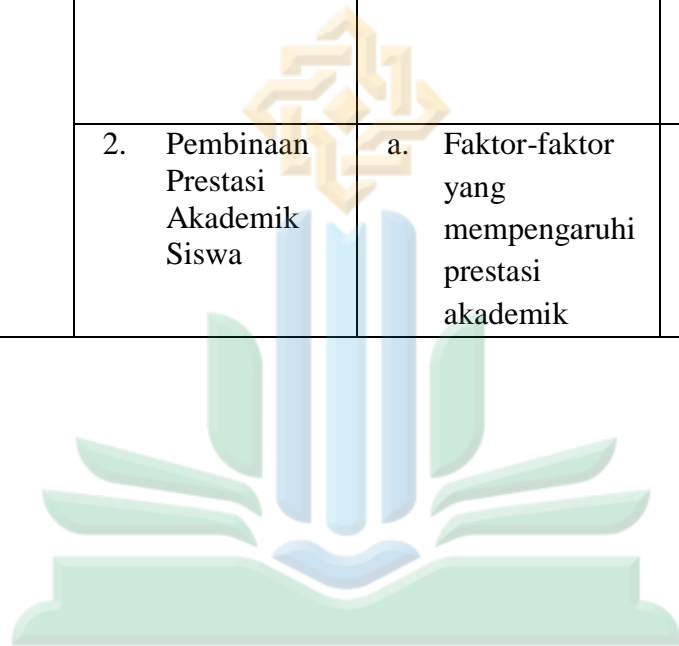 2. Pembinaan
Prestasi
Akademik
Siswa
a. Faktor-faktor
yang
mempengaruhi
prestasi
akademik